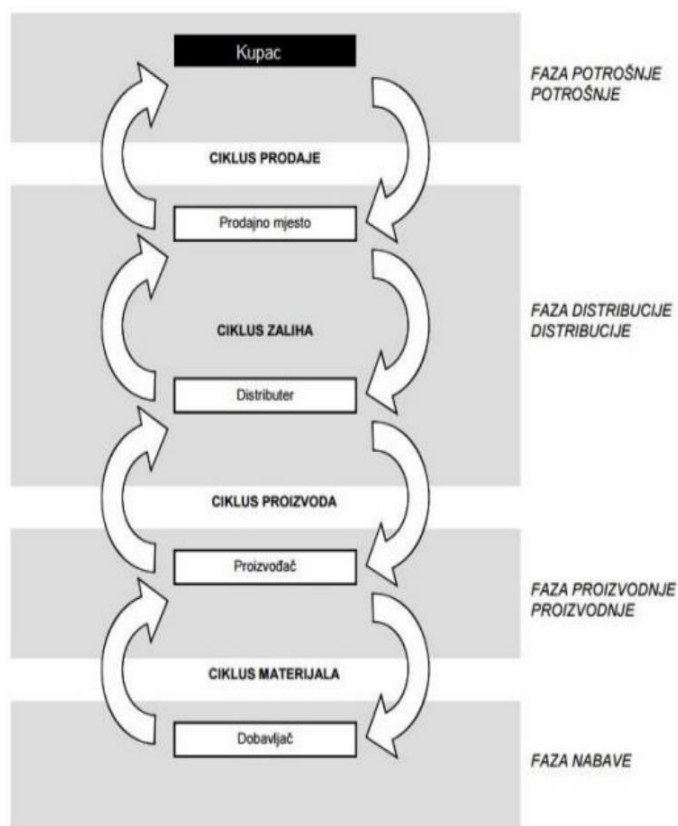 Kupac
FAZA POTROŠNJE
POTROŠNJE
CIKLUS PRODAJE
Prodajno mjesto
FAZA DISTRIBUCIJE
DISTRIBUCIJE
CIKLUS ZALIHA
Distributer
CIKLUS PROIZVODA
Proizvođač
FAZA PROIZVODNJE
PROIZVODNJE
CIKLUS MATERIJALA
Dobavljač
FAZA NABAVE